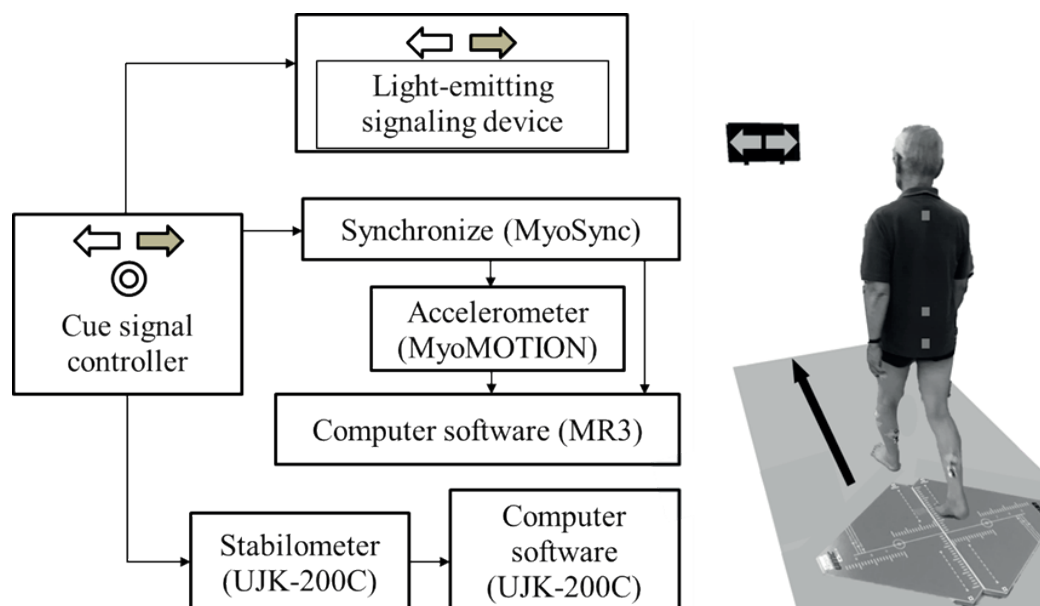 Light-emitting
signaling device
Synchronize (MyoSync)
Cue signal
controller
Accelerometer
(MyoMOTION)
Computer software (MR3)
Stabilometer
(UJK-200C)
Computer
software
(UJK-200C)